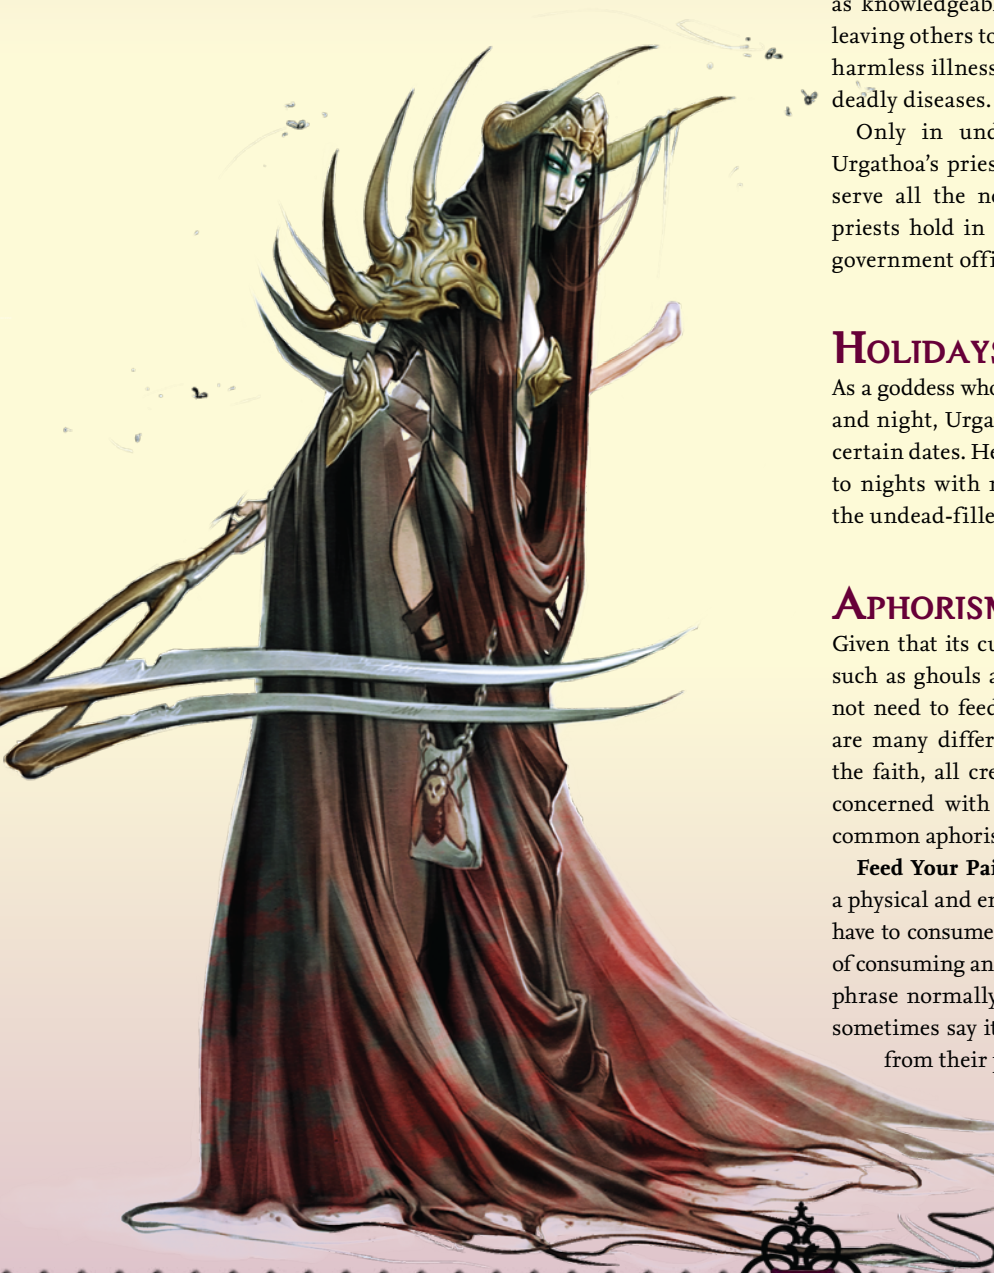 as knowledgeabl
leaving others to
harmless illness
deadly diseases.
Only in und
Urgathoa's pries
serve all the ne
priests hold in
government offi
HOLIDAYS
As a goddess who
and night, Urga
certain dates. He
to nights with
the undead-fille
APHORISM
Given that its cu
such as ghouls a
not need to feed
are many differ
the faith, all cre
concerned with
common aphoris
Feed Your Pai
a physical and en
have to consume
of consuming an
phrase normally
sometimes say it
from their